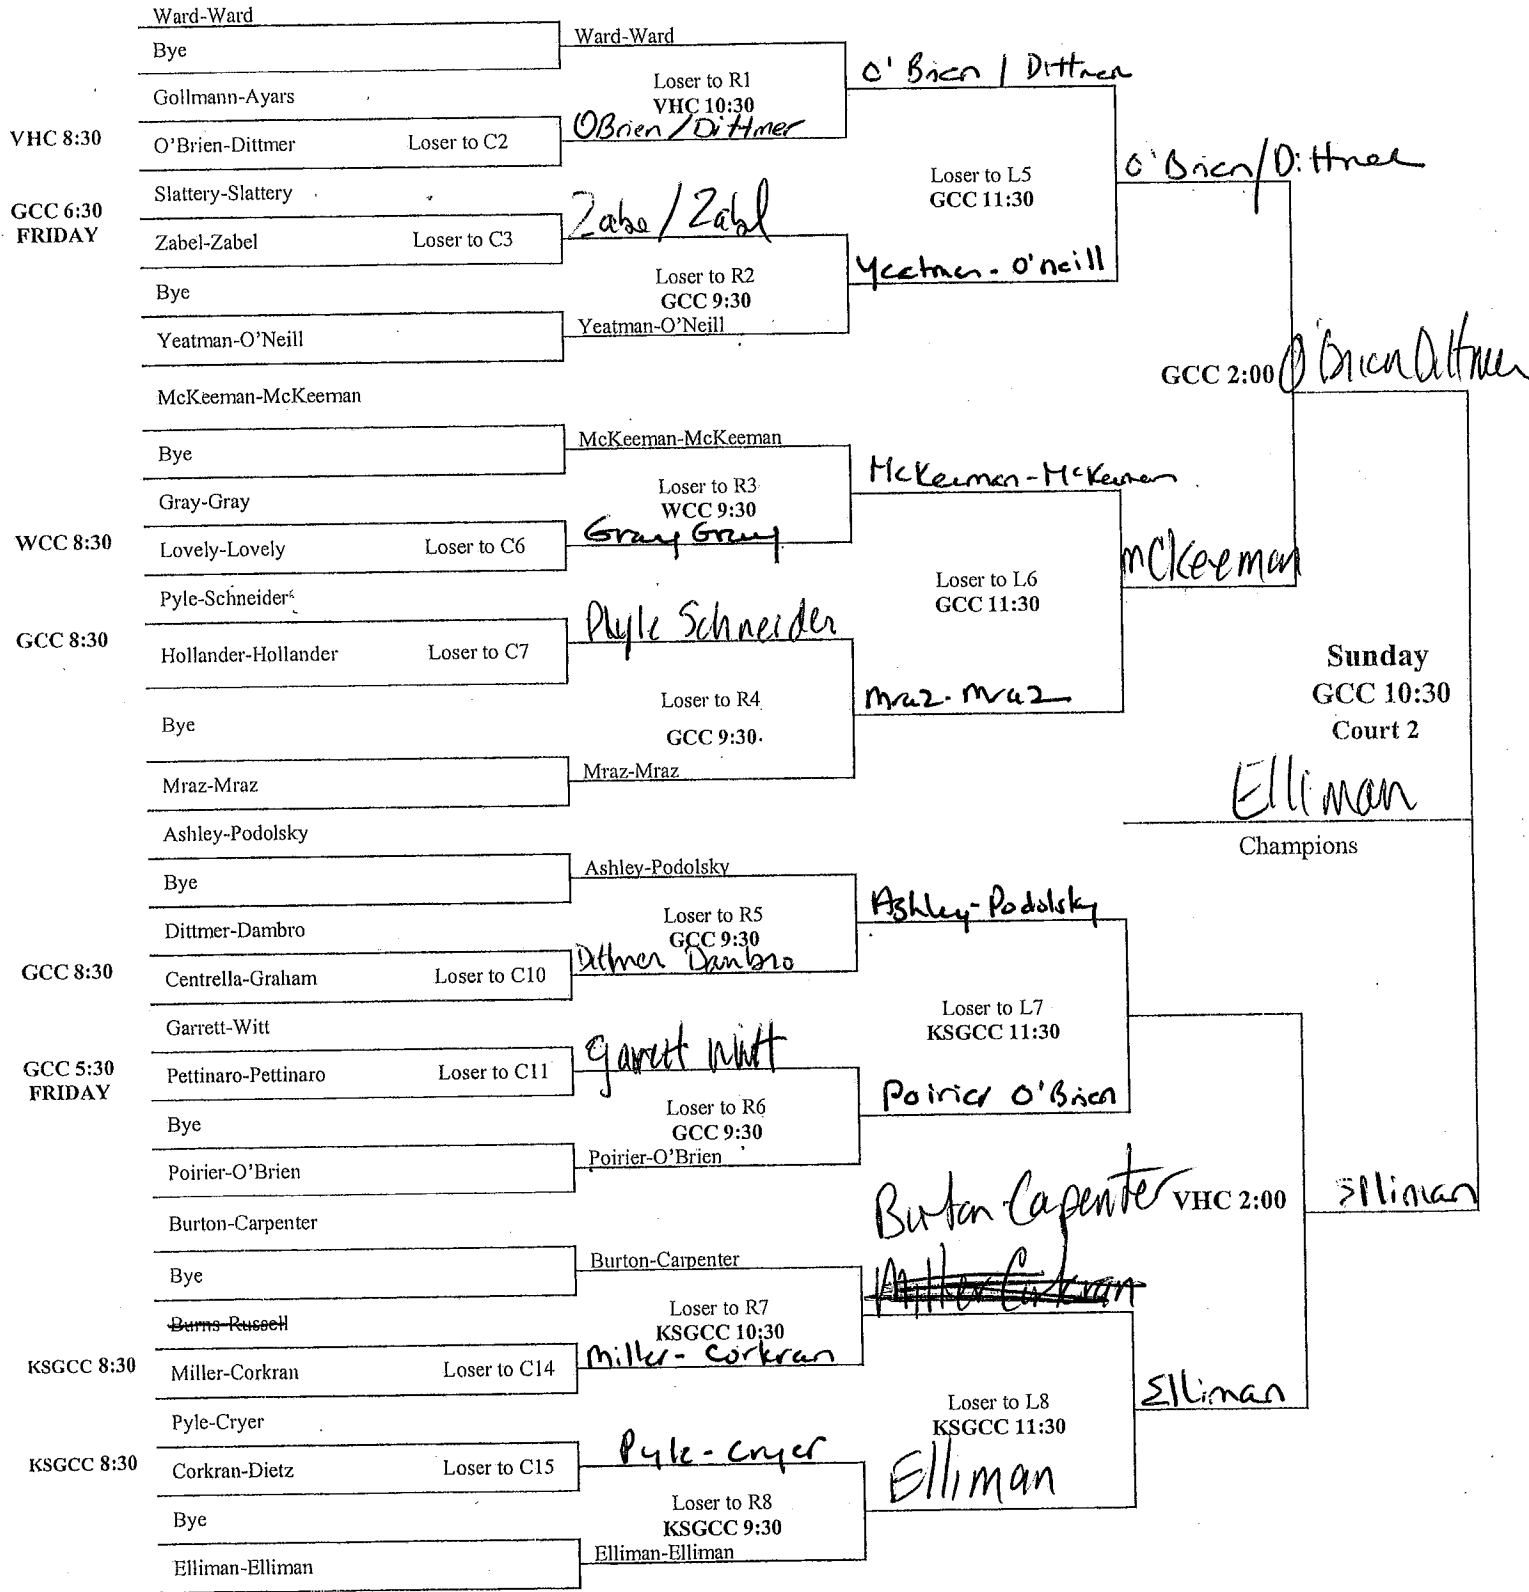 Ward-Ward
Bye
Ward-Ward
Gollmann-Ayars
Loser to R1
VHC 10:30
O'Brien / Dittmer
VHC 8:30
O'Brien-Dittmer
Loser to C2
OBrien/Dittmer
Slattery-Slattery
Loser to L5
GCC 11:30
O'Brien/Dittmer
GCC 6:30
FRIDAY
Zabel-Zabel
Loser to C3
Zabe/Zabl
Bye
Loser to R2
GCC 9:30
Yeatman-O'neill
Yeatman-O'Neill
Yeatman-O'Neill
GCC 2:00
O'Brien Dittmer
McKeeman-McKeeman
Bye
McKeeman-McKeeman
Gray-Gray
Loser to R3
WCC 9:30
McKeeman-McKeeman
WCC 8:30
Lovely-Lovely
Loser to C6
Gray Gray
Pyle-Schneider
Loser to L6
GCC 11:30
McKeeman
GCC 8:30
Hollander-Hollander
Loser to C7
Phyle Schneider
Bye
Loser to R4
GCC 9:30
Mraz-Mraz
Sunday
GCC 10:30
Court 2
Mraz-Mraz
Mraz-Mraz
Elliman
Champions
Ashley-Podolsky
Bye
Ashley-Podolsky
Dittmer-Dambro
Loser to R5
GCC 9:30
Ashley-Podolsky
GCC 8:30
Centrella-Graham
Loser to C10
Dittmer Dambro
Garrett-Witt
Loser to L7
KSGCC 11:30
GCC 5:30
FRIDAY
Pettinaro-Pettinaro
Loser to C11
Garrett Witt
Bye
Loser to R6
GCC 9:30
Poirier O'Brien
Poirier-O'Brien
Poirier-O'Brien
Burton-Carpenter
Burton-Capenter
VHC 2:00
Elliman
Bye
Burton-Carpenter
Miller Corkran
Burns-Russell
Loser to R7
KSGCC 10:30
KSGCC 8:30
Miller-Corkran
Loser to C14
Miller-Corkran
Pyle-Cryer
Loser to L8
KSGCC 11:30
Elliman
KSGCC 8:30
Corkran-Dietz
Loser to C15
Pyle-Cryer
Bye
Loser to R8
KSGCC 9:30
Elliman
Elliman-Elliman
Elliman-Elliman